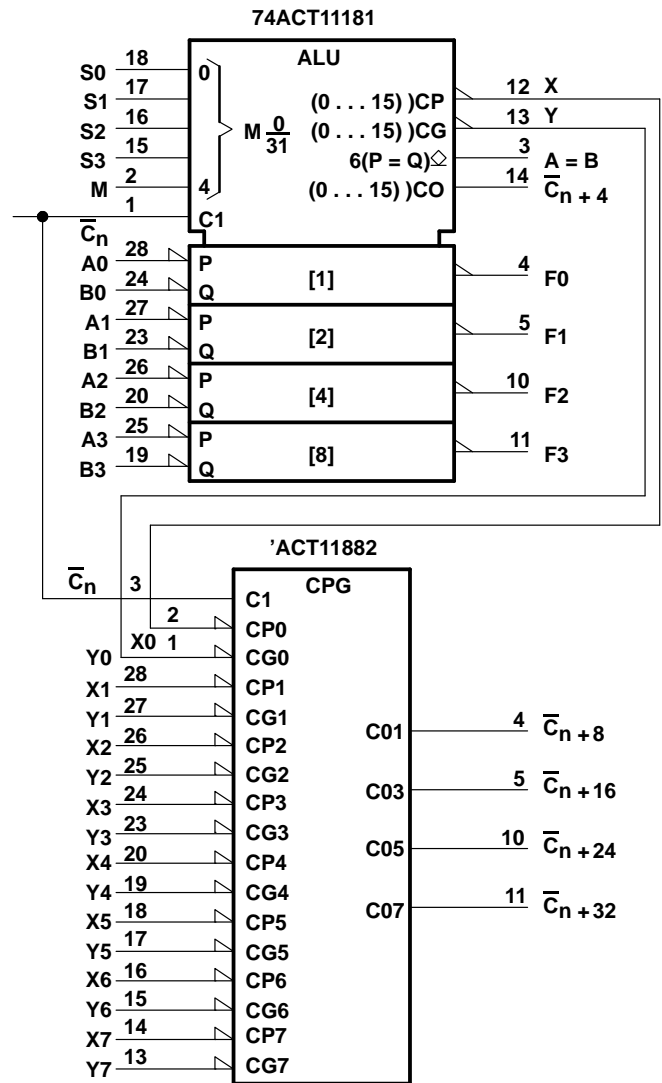 74ACT11181
ALU
S0 18 0 (0 . . . 15) )CP 12 X
S1 17 (0 . . . 15) )CG 13 Y
S2 16 M 0/31 6(P = Q) 3 A = B
S3 15 (0 . . . 15) )CO 14 C̅n + 4
M 2 4
C̅n 1 C1
A0 28 P [1] 4 F0
B0 24 Q
A1 27 P [2] 5 F1
B1 23 Q
A2 26 P [4] 10 F2
B2 20 Q
A3 25 P [8] 11 F3
B3 19 Q
’ACT11882
CPG
C̅n 3 C1
X0 2 CP0
Y0 1 CG0
X1 28 CP1
Y1 27 CG1 C01 4 C̅n + 8
X2 26 CP2
Y2 25 CG2 C03 5 C̅n + 16
X3 24 CP3
Y3 23 CG3 C05 10 C̅n + 24
X4 20 CP4
Y4 19 CG4 C07 11 C̅n + 32
X5 18 CP5
Y5 17 CG5
X6 16 CP6
Y6 15 CG6
X7 14 CP7
Y7 13 CG7